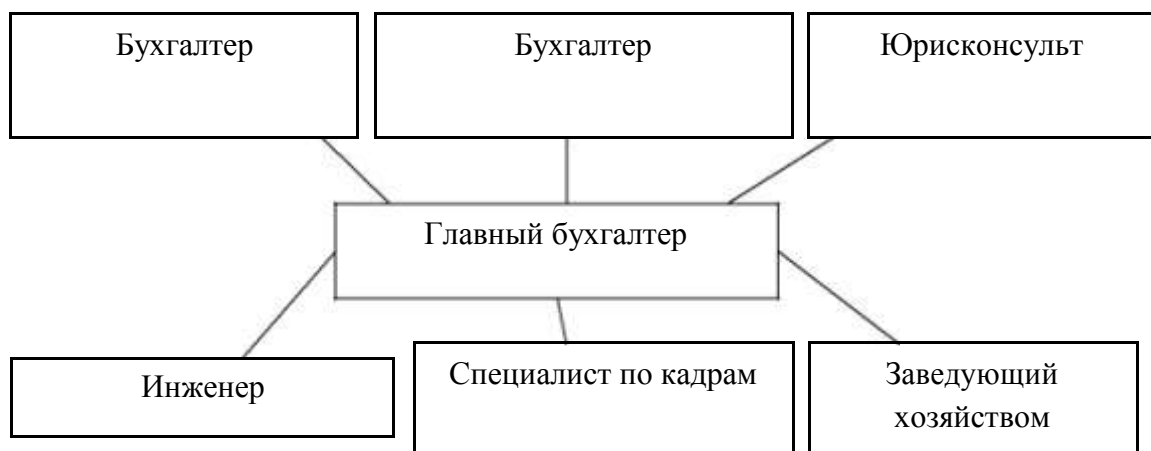 Бухгалтер
Бухгалтер
Юрисконсульт
Главный бухгалтер
Инженер
Специалист по кадрам
Заведующий
хозяйством